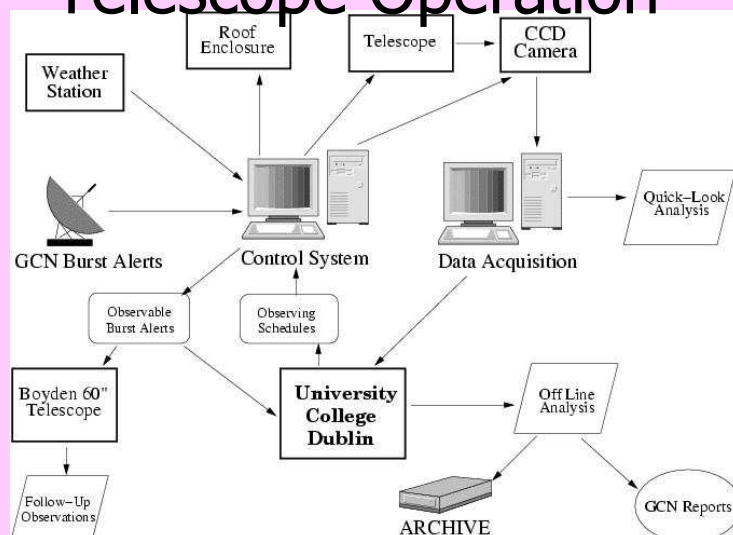 Telescope Operation
Roof
Enclosure
Telescope
CCD
Camera
Weather
Station
Quick-Look
Analysis
GCN Burst Alerts
Control System
Data Acquisition
Observable
Burst Alerts
Observing
Schedules
Boyden 60"
Telescope
University
College
Dublin
Off Line
Analysis
Follow-Up
Observations
ARCHIVE
GCN Reports